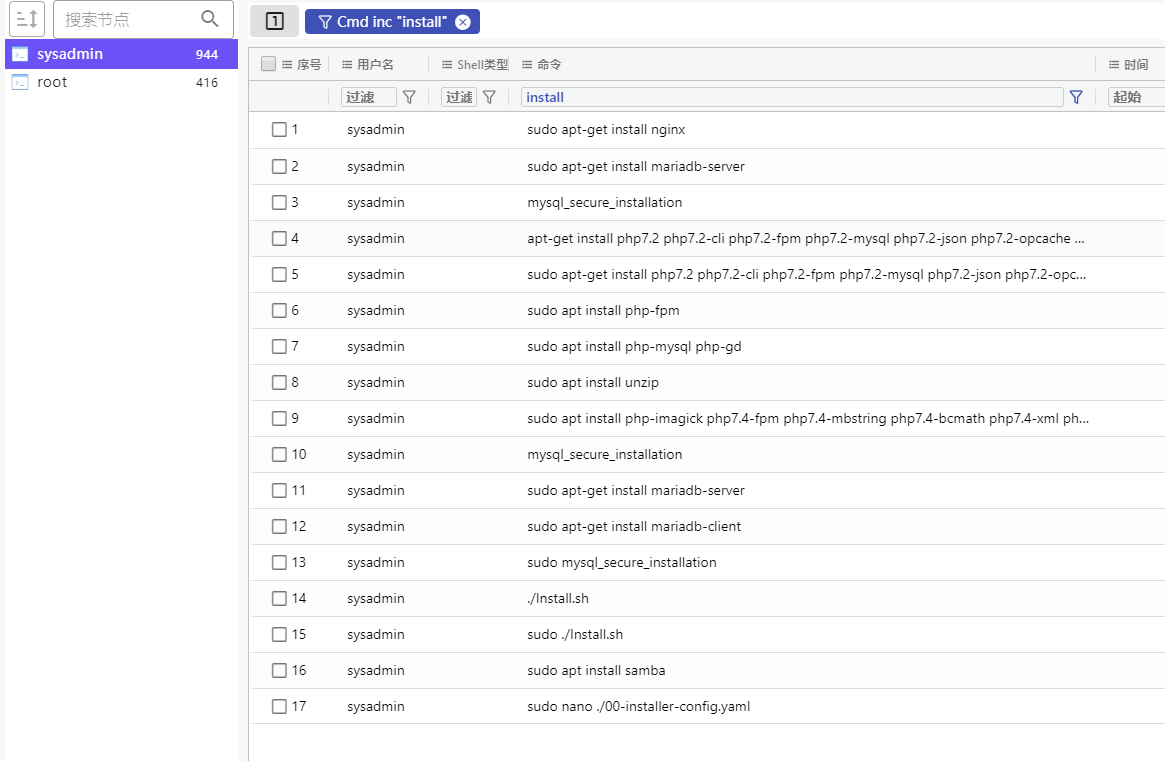 搜索节点
1 Cmd inc "install"
sysadmin 944
root 416
序号 用户名 Shell类型 命令 时间
过滤 过滤 install 起始
1 sysadmin sudo apt-get install nginx
2 sysadmin sudo apt-get install mariadb-server
3 sysadmin mysql_secure_installation
4 sysadmin apt-get install php7.2 php7.2-cli php7.2-fpm php7.2-mysql php7.2-json php7.2-opcache ...
5 sysadmin sudo apt-get install php7.2 php7.2-cli php7.2-fpm php7.2-mysql php7.2-json php7.2-opc...
6 sysadmin sudo apt install php-fpm
7 sysadmin sudo apt install php-mysql php-gd
8 sysadmin sudo apt install unzip
9 sysadmin sudo apt install php-imagick php7.4-fpm php7.4-mbstring php7.4-bcmath php7.4-xml ph...
10 sysadmin mysql_secure_installation
11 sysadmin sudo apt-get install mariadb-server
12 sysadmin sudo apt-get install mariadb-client
13 sysadmin sudo mysql_secure_installation
14 sysadmin ./Install.sh
15 sysadmin sudo ./Install.sh
16 sysadmin sudo apt install samba
17 sysadmin sudo nano ./00-installer-config.yaml